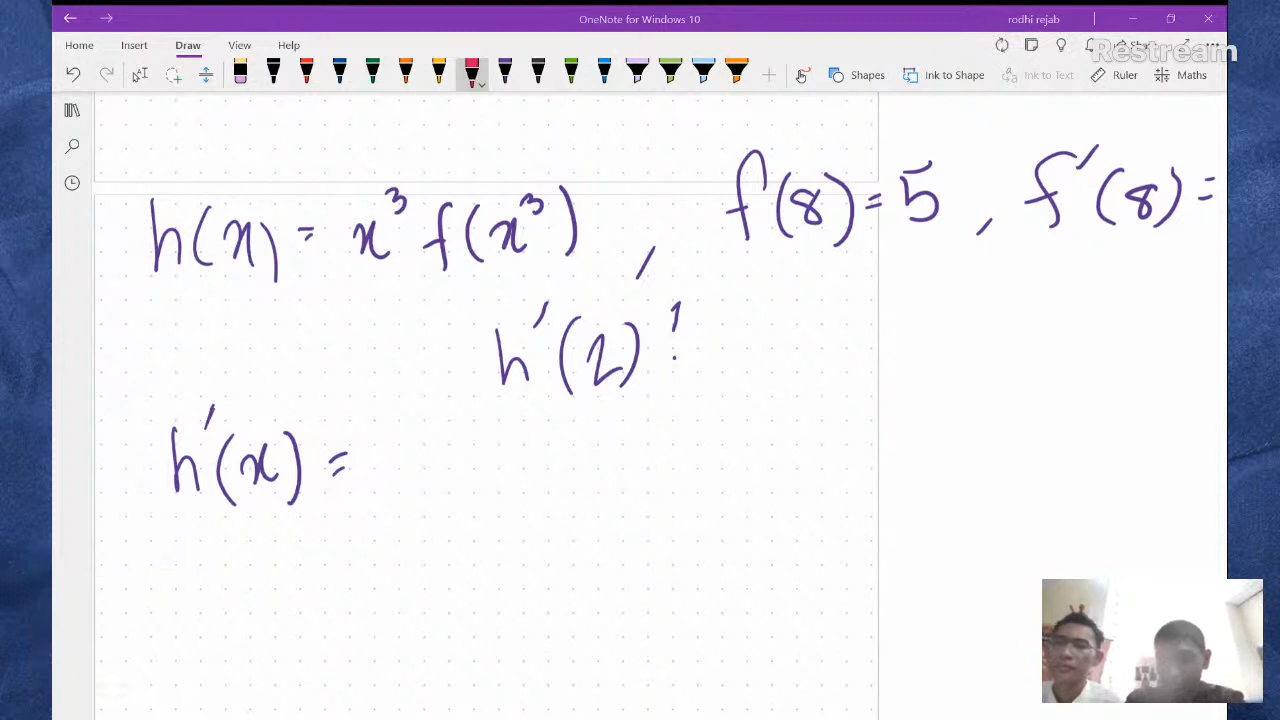 OneNote for Windows 10
rodhi rejab
Home Insert Draw View Help
Restream
Shapes Ink to Shape Ink to Text Ruler Maths
h(x) = x³ f(x³) , f(8) = 5 , f'(8) =
h'(2) !
h'(x) =